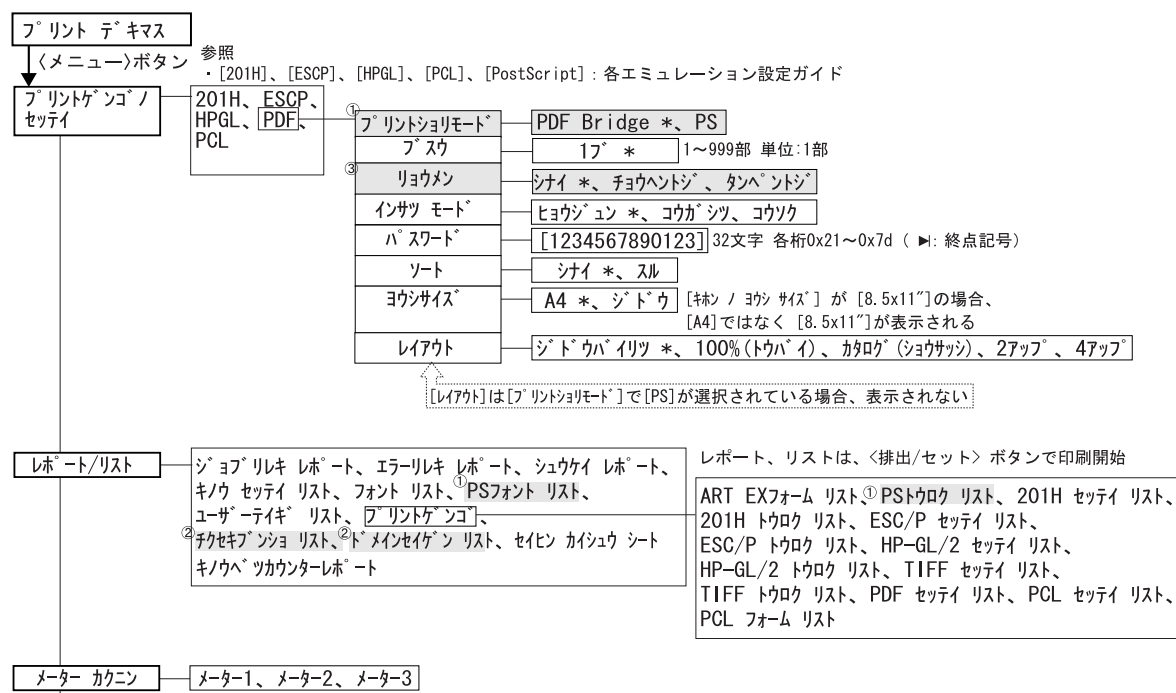 プリント デキマス
〈メニュー〉ボタン
参照
・[201H]、[ESCP]、[HPGL]、[PCL]、[PostScript]：各エミュレーション設定ガイド
プリントゲンゴノ
セッテイ
201H、ESCP、
HPGL、PDF、
PCL
①
プリントショリモード
PDF Bridge *、PS
ブスウ
1ブ *
1～999部 単位:1部
③
リョウメン
シナイ *、チョウヘントジ、タンペントジ
インサツ モード
ヒョウジュン *、コウガシツ、コウソク
パスワード
[1234567890123]
32文字 各桁0x21～0x7d ( ▶|: 終点記号)
ソート
シナイ *、スル
ヨウシサイズ
A4 *、ジドウ
[キホン ノ ヨウシ サイズ] が [8.5x11"]の場合、
[A4]ではなく [8.5x11"]が表示される
レイアウト
ジドウバイリツ *、100%(トウバイ)、カタログ(ショウサッシ)、2アップ、4アップ
[レイアウト]は[プリントショリモード]で[PS]が選択されている場合、表示されない
レポート/リスト
ジョブリレキ レポート、エラーリレキ レポート、シュウケイ レポート、
キノウ セッテイ リスト、フォント リスト、①PSフォント リスト、
ユーザーテイギ リスト、プリントゲンゴ、
②チクセキブンショ リスト、②ドメインセイゲン リスト、セイヒン カイシュウ シート
キノウベツカウンターレポート
レポート、リストは、〈排出/セット〉ボタンで印刷開始
ART EXフォーム リスト、①PSトウロク リスト、201H セッテイ リスト、
201H トウロク リスト、ESC/P セッテイ リスト、
ESC/P トウロク リスト、HP-GL/2 セッテイ リスト、
HP-GL/2 トウロク リスト、TIFF セッテイ リスト、
TIFF トウロク リスト、PDF セッテイ リスト、PCL セッテイ リスト、
PCL フォーム リスト
メーター カクニン
メーター1、メーター2、メーター3